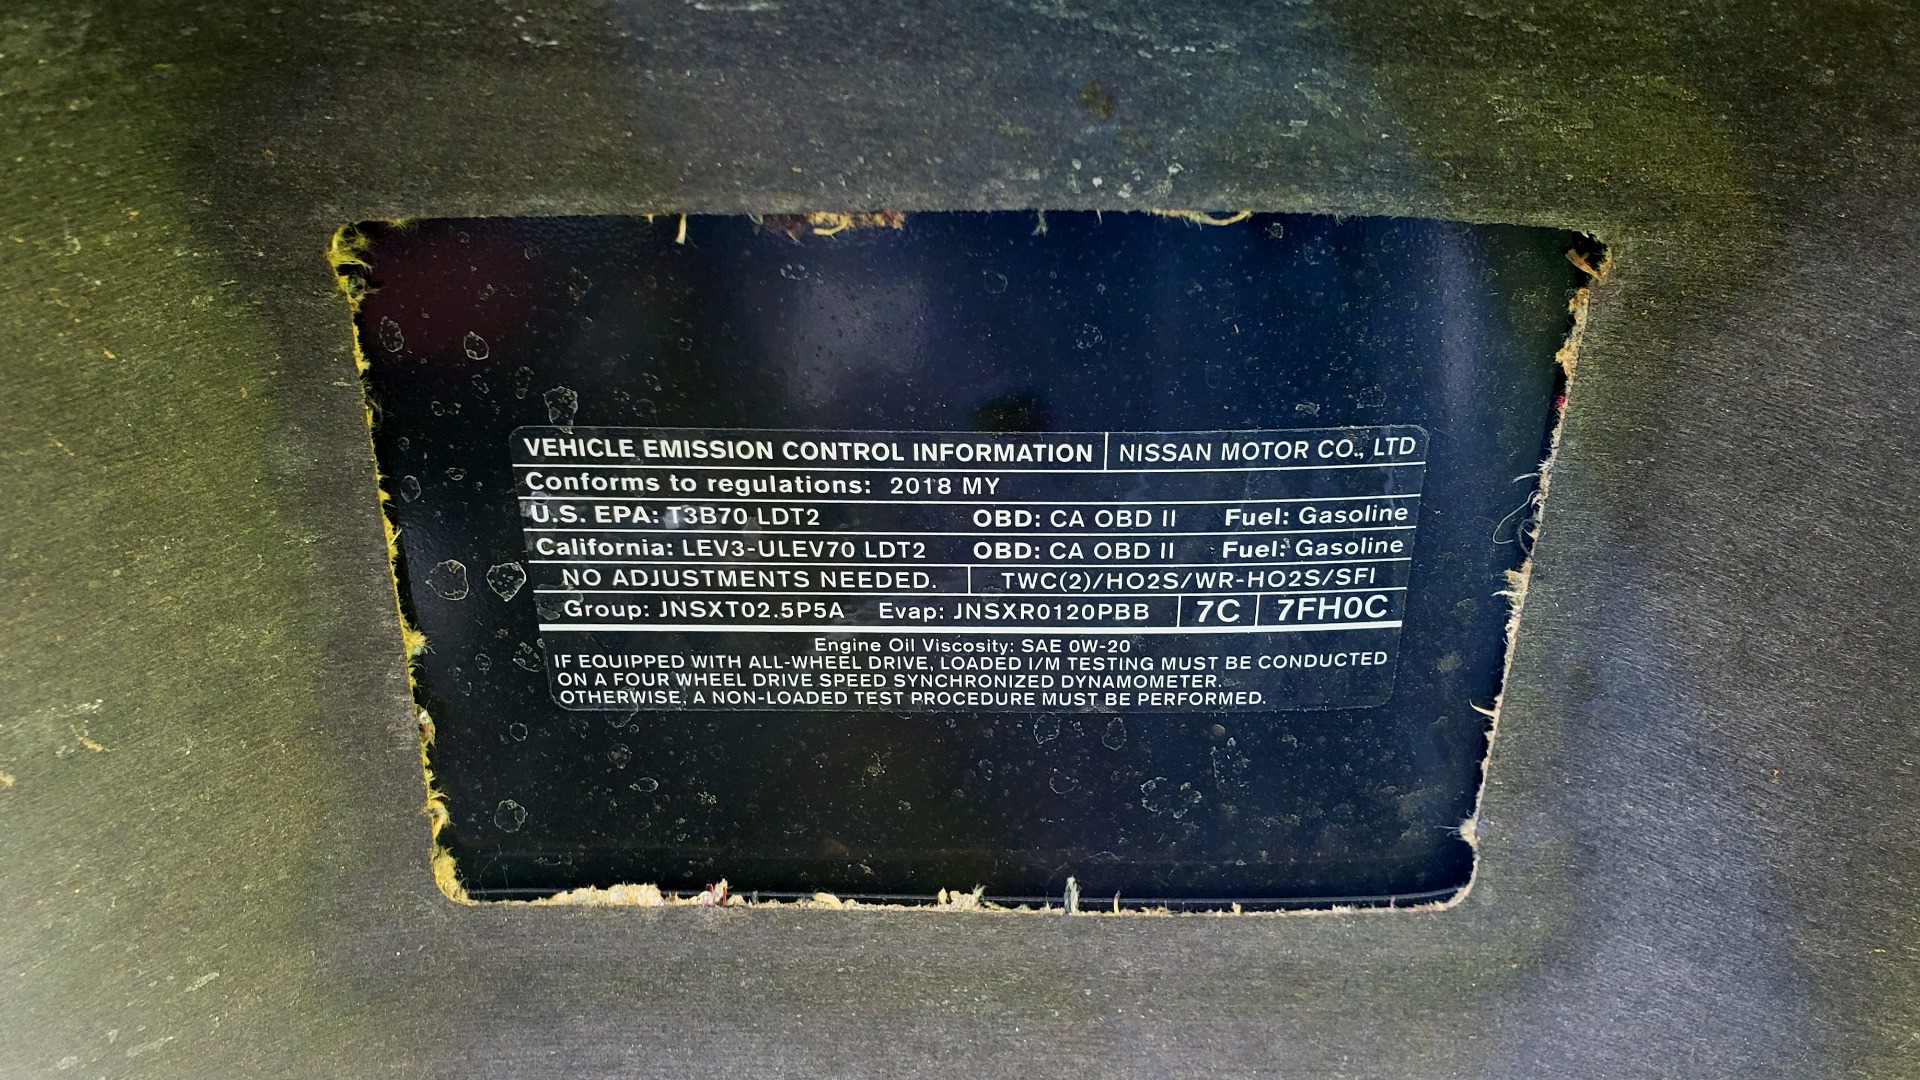 VEHICLE EMISSION CONTROL INFORMATION NISSAN MOTOR CO., LTD
Conforms to regulations: 2018 MY
U.S. EPA: T3B70 LDT2 OBD: CA OBD II Fuel: Gasoline
California: LEV3-ULEV70 LDT2 OBD: CA OBD II Fuel: Gasoline
NO ADJUSTMENTS NEEDED. TWC(2)/HO2S/WR-HO2S/SFI
Group: JNSXT02.5P5A Evap: JNSXR0120PBB 7C 7FH0C
Engine Oil Viscosity: SAE 0W-20
IF EQUIPPED WITH ALL-WHEEL DRIVE, LOADED I/M TESTING MUST BE CONDUCTED
ON A FOUR WHEEL DRIVE SPEED SYNCHRONIZED DYNAMOMETER.
OTHERWISE, A NON-LOADED TEST PROCEDURE MUST BE PERFORMED.